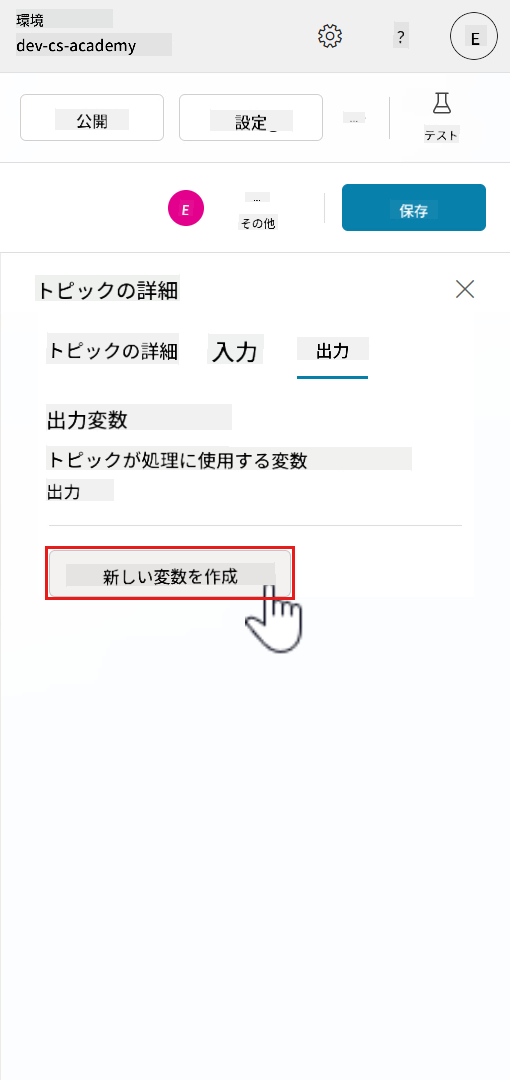 環境
dev-cs-academy
?
E
公開
設定
...
テスト
E
...
その他
保存
トピックの詳細
トピックの詳細 入力 出力
出力変数
トピックが処理に使用する変数
出力
新しい変数を作成